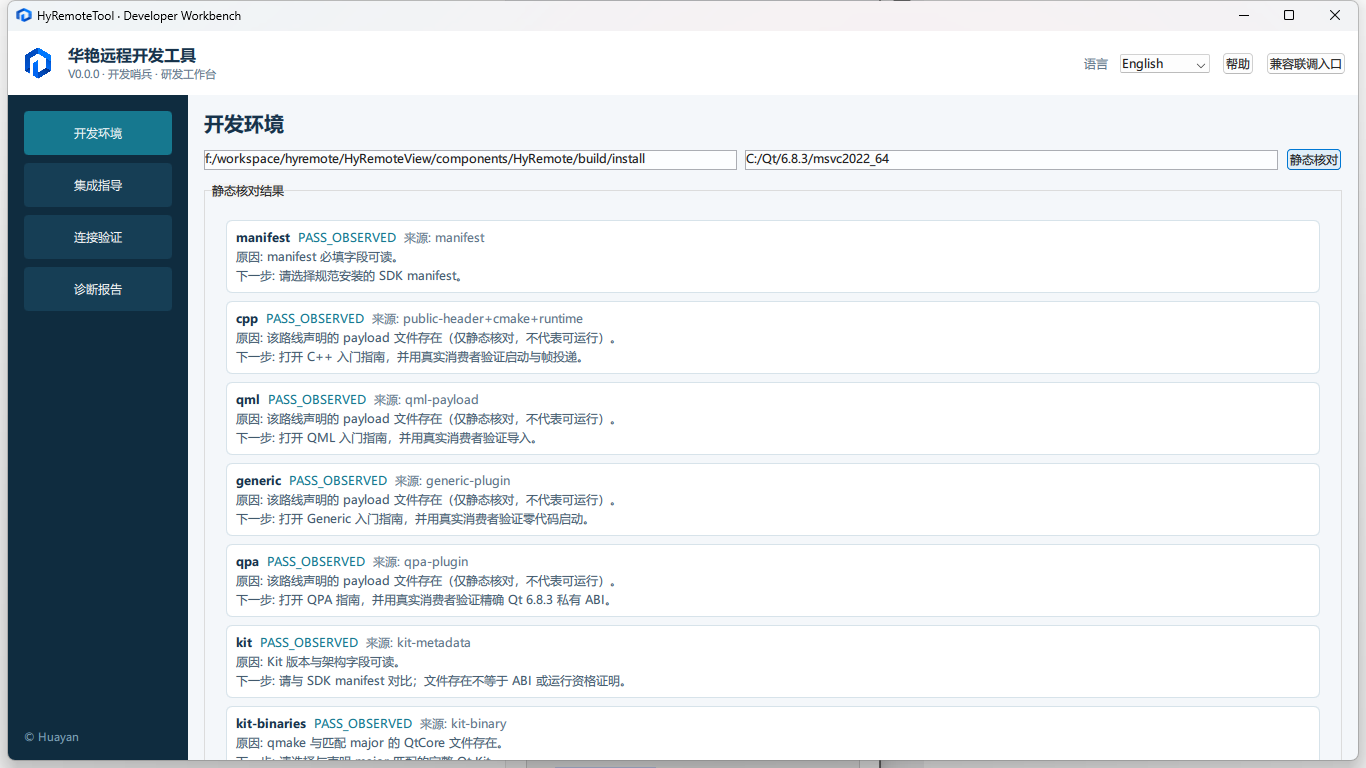 HyRemoteTool · Developer Workbench
华艳远程开发工具
V0.0.0 · 开发哨兵 · 研发工作台
语言 English 帮助 兼容联调入口
开发环境
集成指导
连接验证
诊断报告
© Huayan
开发环境
f:/workspace/hyremote/HyRemoteView/components/HyRemote/build/install C:/Qt/6.8.3/msvc2022_64 静态核对
静态核对结果
manifest PASS_OBSERVED 来源: manifest
原因: manifest 必填字段可读。
下一步: 请选择规范安装的 SDK manifest。
cpp PASS_OBSERVED 来源: public-header+cmake+runtime
原因: 该路线声明的 payload 文件存在（仅静态核对，不代表可运行）。
下一步: 打开 C++ 入门指南，并用真实消费者验证启动与帧投递。
qml PASS_OBSERVED 来源: qml-payload
原因: 该路线声明的 payload 文件存在（仅静态核对，不代表可运行）。
下一步: 打开 QML 入门指南，并用真实消费者验证导入。
generic PASS_OBSERVED 来源: generic-plugin
原因: 该路线声明的 payload 文件存在（仅静态核对，不代表可运行）。
下一步: 打开 Generic 入门指南，并用真实消费者验证零代码启动。
qpa PASS_OBSERVED 来源: qpa-plugin
原因: 该路线声明的 payload 文件存在（仅静态核对，不代表可运行）。
下一步: 打开 QPA 指南，并用真实消费者验证精确 Qt 6.8.3 私有 ABI。
kit PASS_OBSERVED 来源: kit-metadata
原因: Kit 版本与架构字段可读。
下一步: 请与 SDK manifest 对比；文件存在不等于 ABI 或运行资格证明。
kit-binaries PASS_OBSERVED 来源: kit-binary
原因: qmake 与匹配 major 的 QtCore 文件存在。
下一步: 请选择与声明 major 匹配的完整 Qt Kit